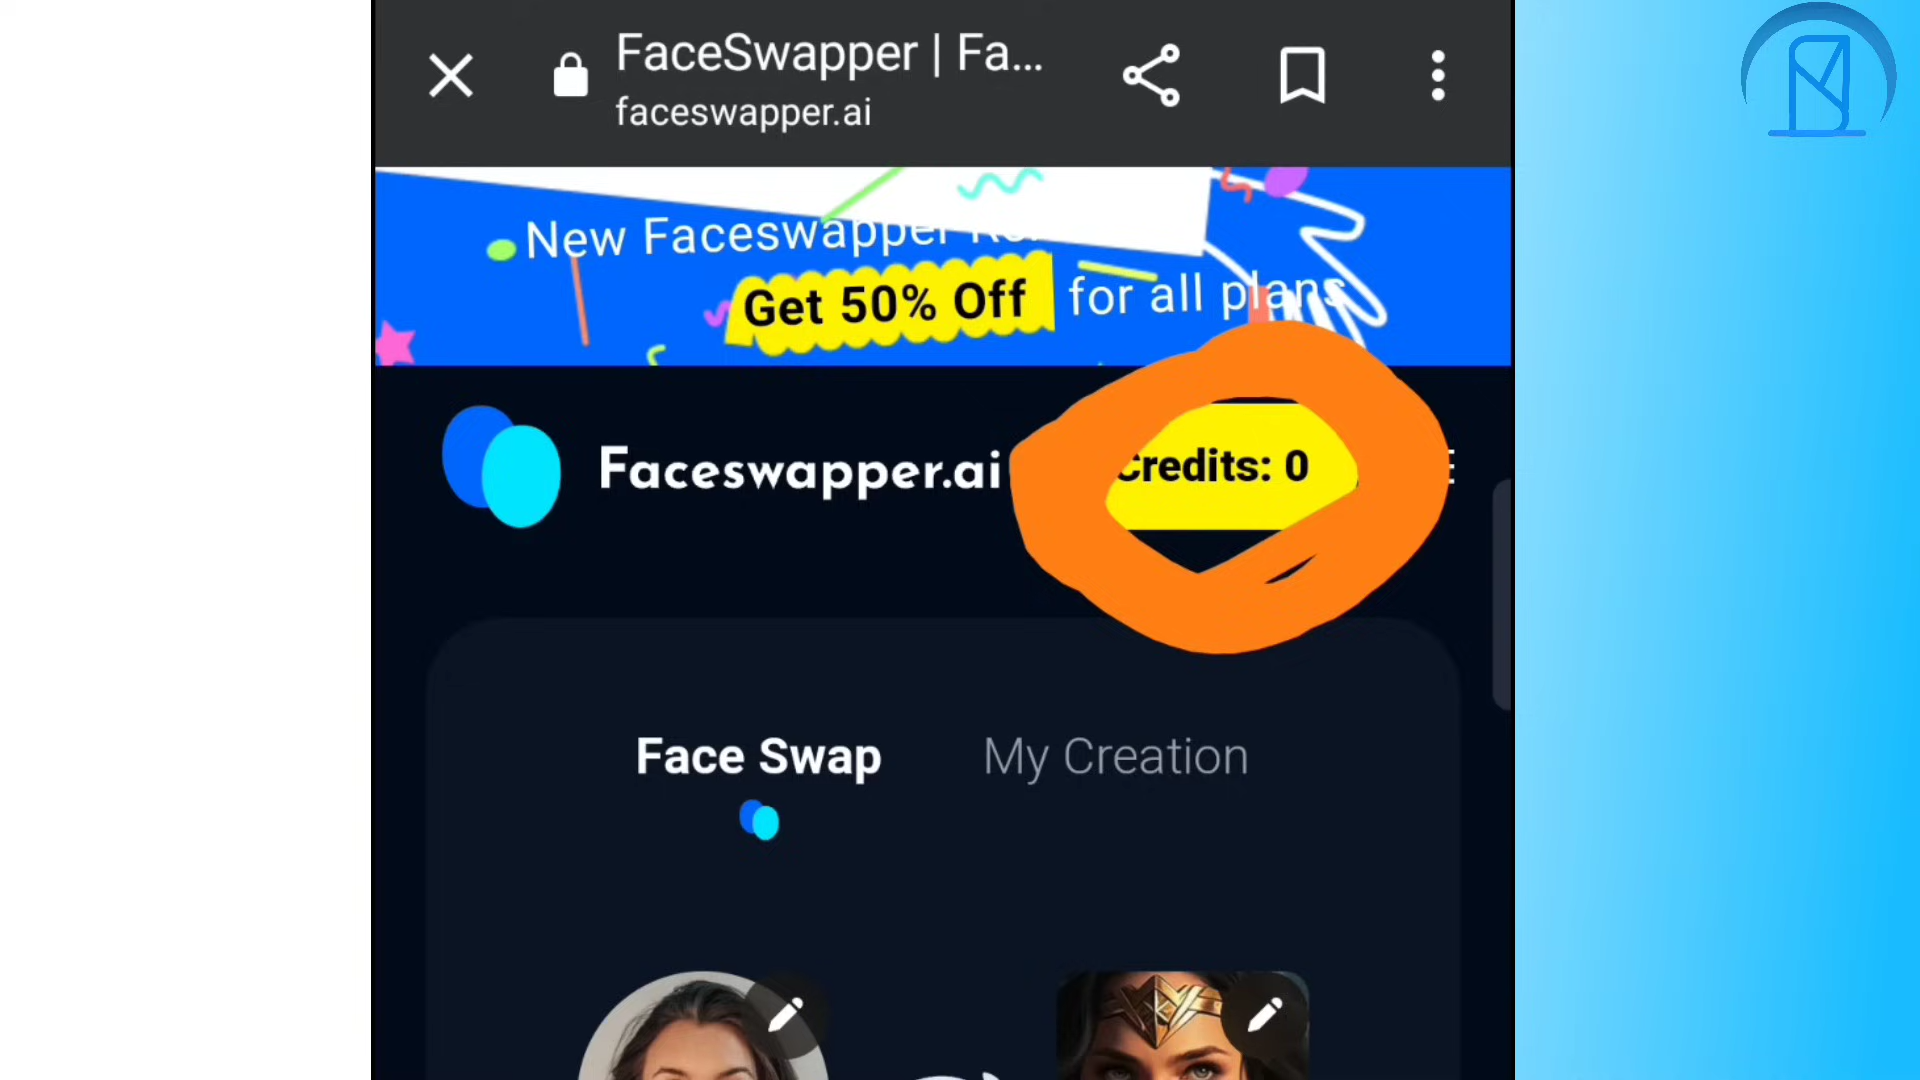 FaceSwapper | Fa...
faceswapper.ai
New Faceswapper
Get 50% Off for all plans
Faceswapper.ai
Credits: 0
Face Swap
My Creation